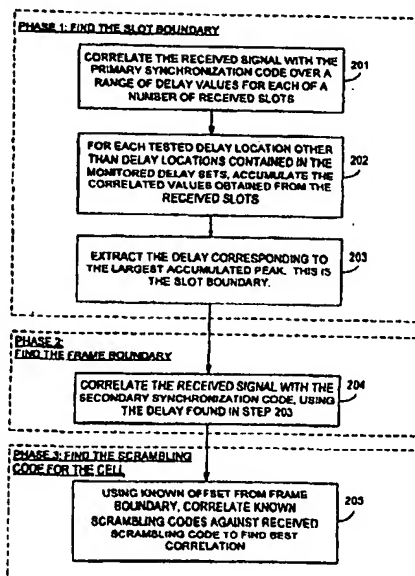 PHASE 1: FIND THE SLOT BOUNDARY
CORRELATE THE RECEIVED SIGNAL WITH THE
PRIMARY SYNCHRONIZATION CODE OVER A
RANGE OF DELAY VALUES FOR EACH OF A
NUMBER OF RECEIVED SLOTS
201
FOR EACH TESTED DELAY LOCATION OTHER
THAN DELAY LOCATIONS CONTAINED IN THE
MONITORED DELAY SETS, ACCUMULATE THE
CORRELATED VALUES OBTAINED FROM THE
RECEIVED SLOTS
202
EXTRACT THE DELAY CORRESPONDING TO
THE LARGEST ACCUMULATED PEAK. THIS IS
THE SLOT BOUNDARY.
203
PHASE 2:
FIND THE FRAME BOUNDARY
CORRELATE THE RECEIVED SIGNAL WITH THE
SECONDARY SYNCHRONIZATION CODE, USING
THE DELAY FOUND IN STEP 203
204
PHASE 3: FIND THE SCRAMBLING
CODE FOR THE CELL
USING KNOWN OFFSET FROM FRAME
BOUNDARY, CORRELATE KNOWN
SCRAMBLING CODES AGAINST RECEIVED
SCRAMBLING CODE TO FIND BEST
CORRELATION
205